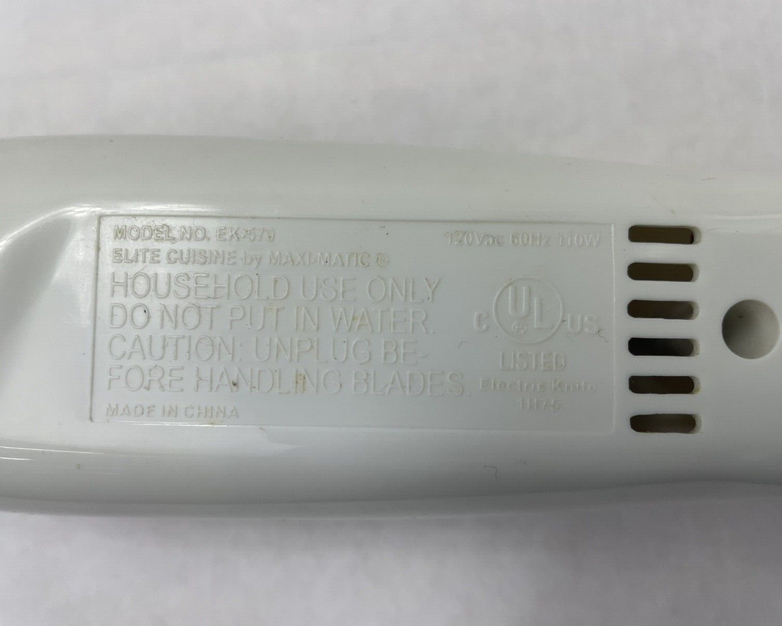 MODEL NO. EK-579
120Vac 60Hz 110W
ELITE CUISINE by MAXI-MATIC ®
HOUSEHOLD USE ONLY
DO NOT PUT IN WATER.
CAUTION: UNPLUG BE-
FORE HANDLING BLADES.
MADE IN CHINA
C UL ® US
LISTED
Electric Knife